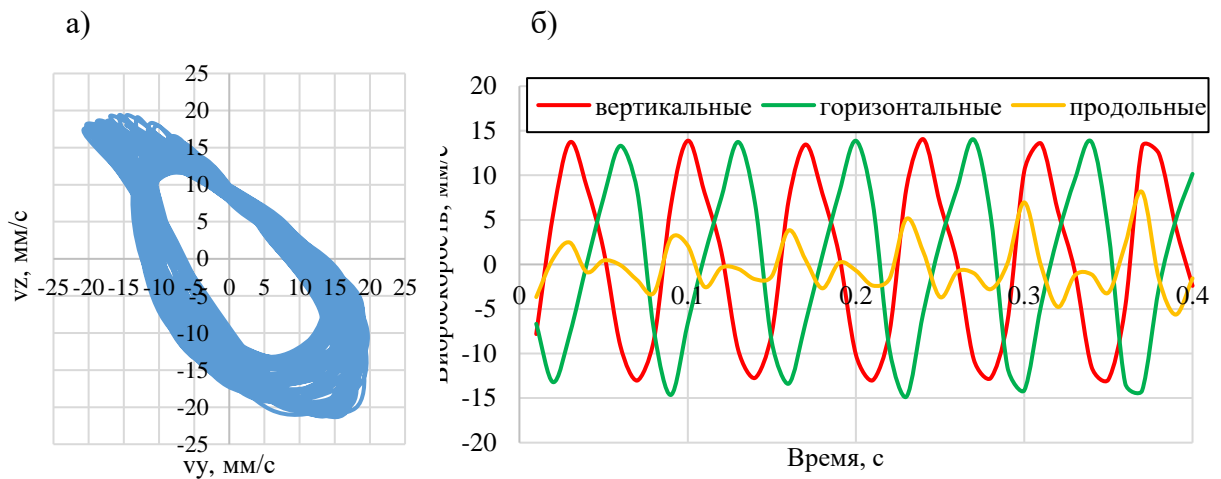 а)
25
20
15
10
5
0
-5
-10
-15
-20
-25
-25 -20 -15 -10 -5 0 5 10 15 20 25
vz, мм/с
vy, мм/с
б)
вертикальные горизонтальные продольные
20
15
10
5
0
-5
-10
-15
-20
0 0.1 0.2 0.3 0.4
Виброскорость, мм/с
Время, с